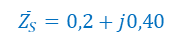 Z̄_S = 0,2 + j0,40